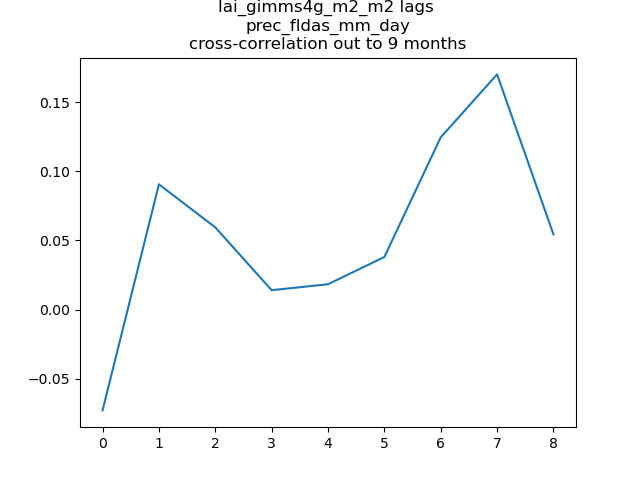 lai_gimms4g_m2_m2 lags
prec_fldas_mm_day
cross-correlation out to 9 months
0.15
0.10
0.05
0.00
−0.05
0 1 2 3 4 5 6 7 8